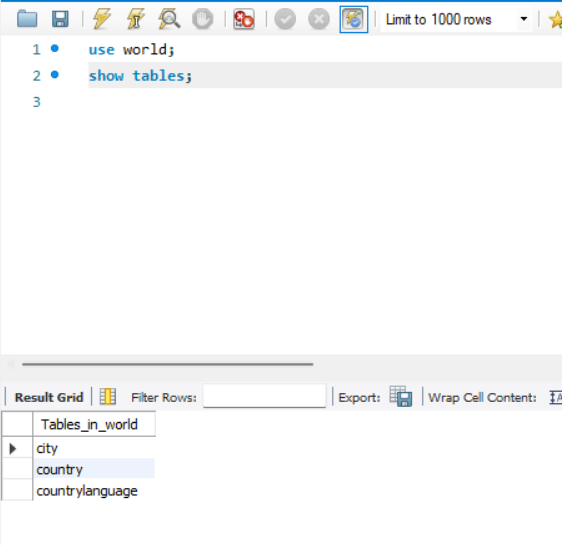 Limit to 1000 rows
1 use world;
2 show tables;
3
Result Grid Filter Rows: Export: Wrap Cell Content:
Tables_in_world
city
country
countrylanguage